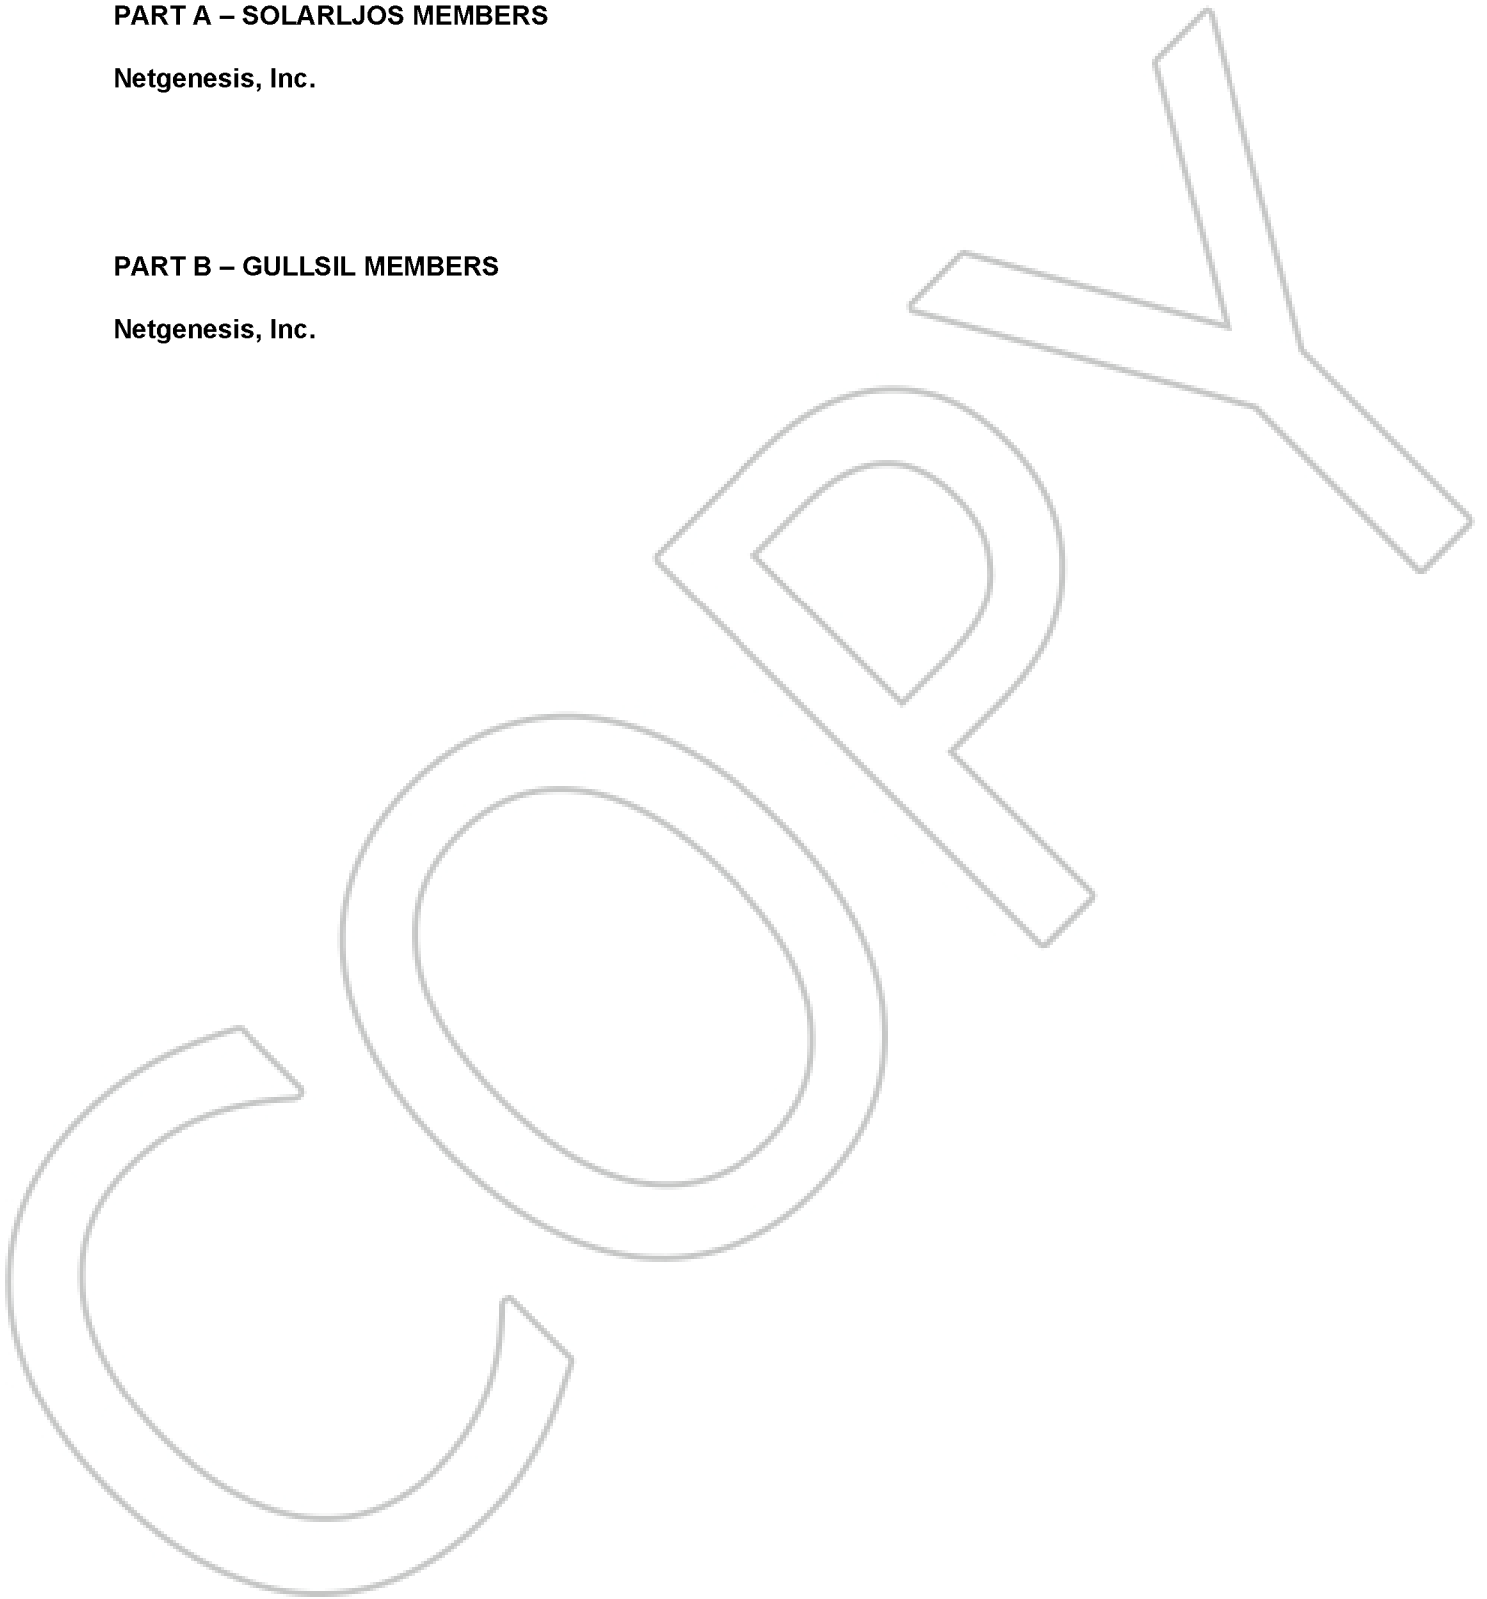 PART A – SOLARLJOS MEMBERS
Netgenesis, Inc.
PART B – GULLSIL MEMBERS
Netgenesis, Inc.
COPY